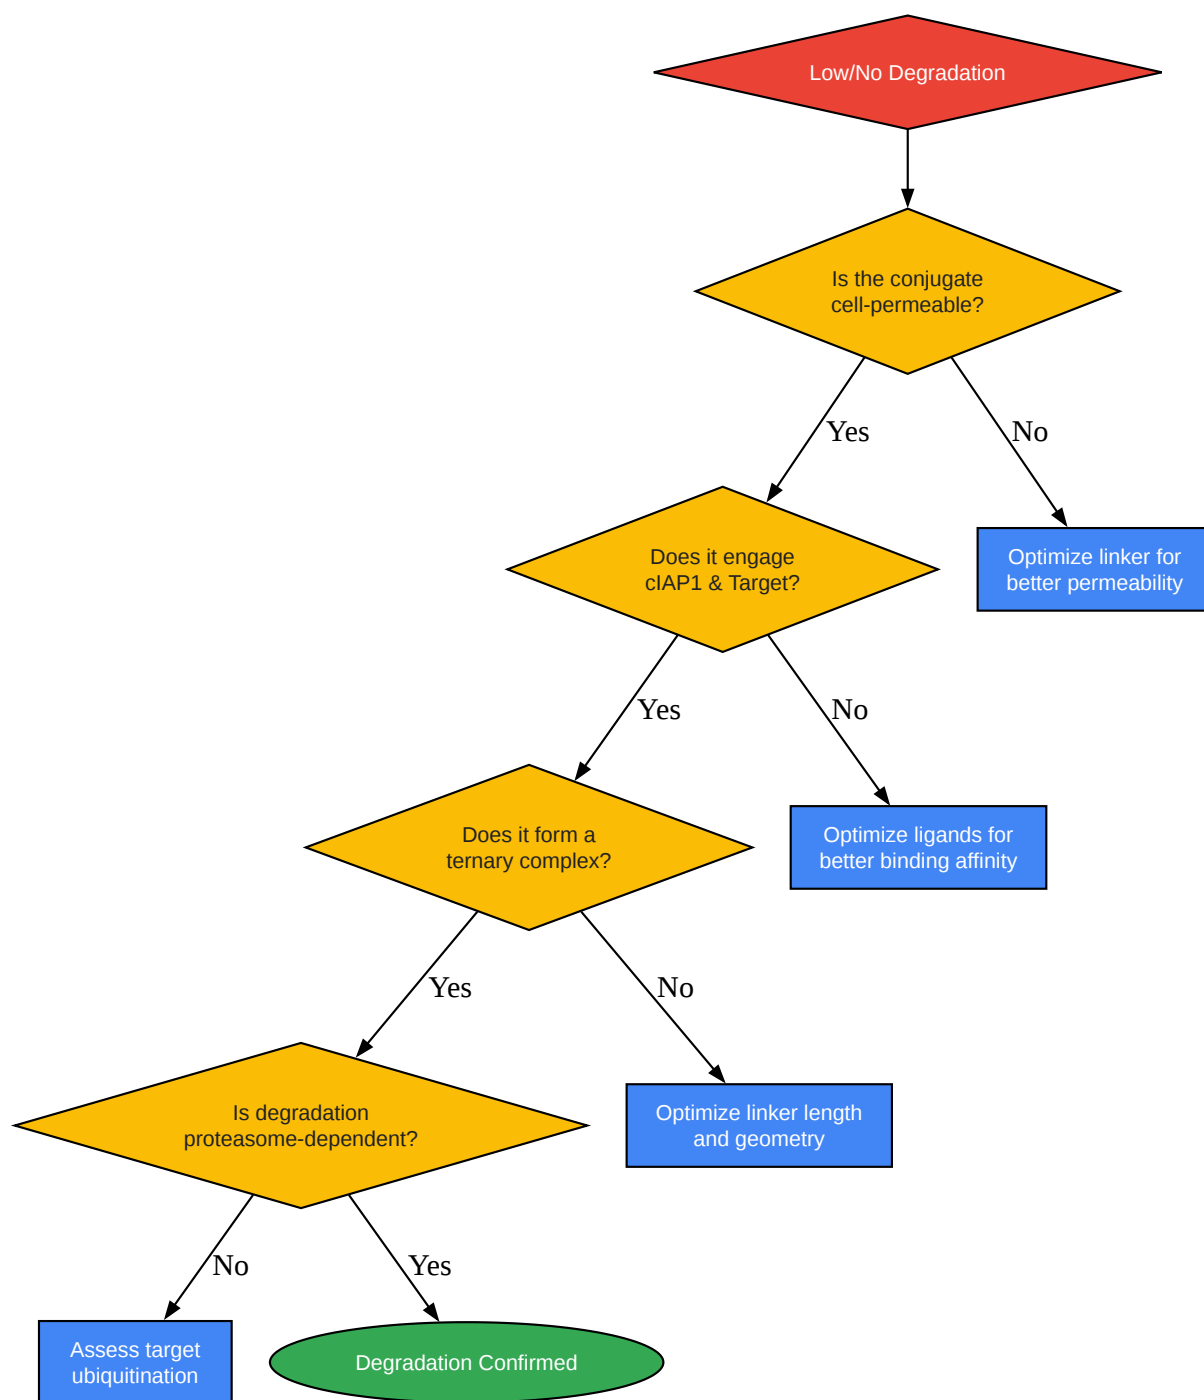 Low/No Degradation
Is the conjugate
cell-permeable?
Yes
No
Does it engage
cIAP1 & Target?
Optimize linker for
better permeability
Yes
No
Does it form a
ternary complex?
Optimize ligands for
better binding affinity
Yes
No
Is degradation
proteasome-dependent?
Optimize linker length
and geometry
No
Yes
Assess target
ubiquitination
Degradation Confirmed